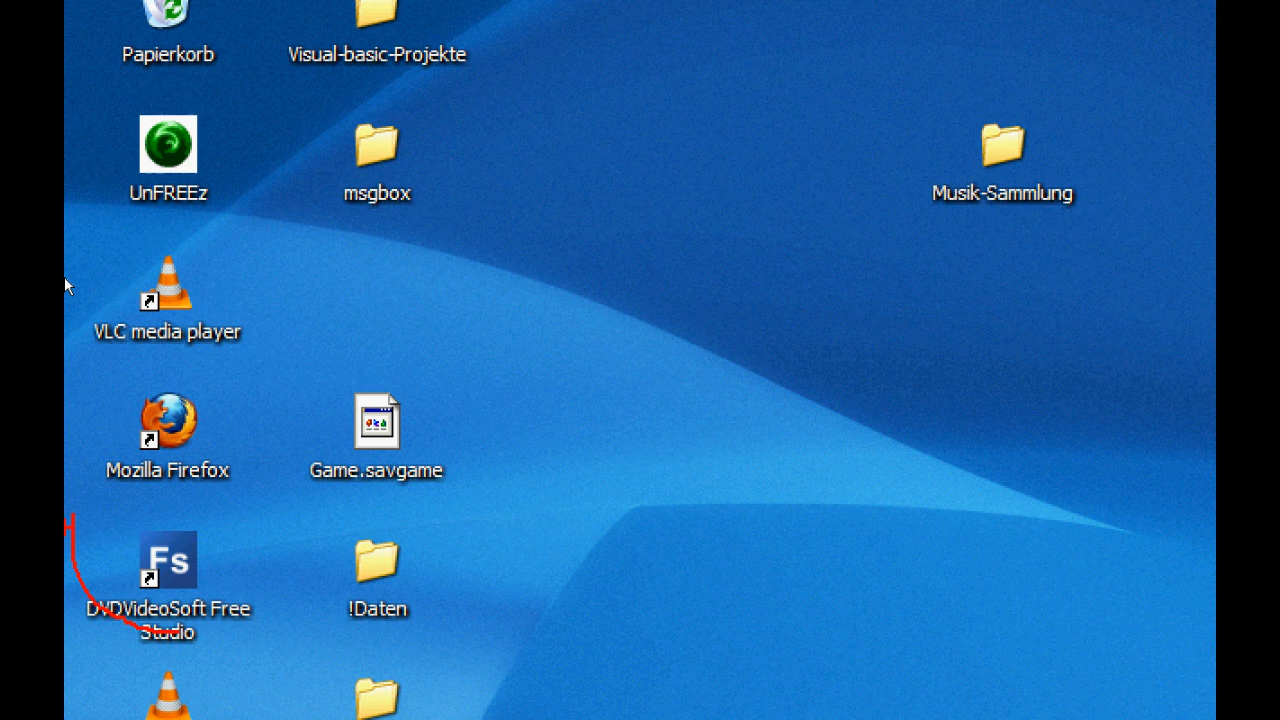 Papierkorb
Visual-basic-Projekte
UnFREEz
msgbox
Musik-Sammlung
VLC media player
Mozilla Firefox
Game.savgame
Fs
DVDVideoSoft Free
Studio
!Daten